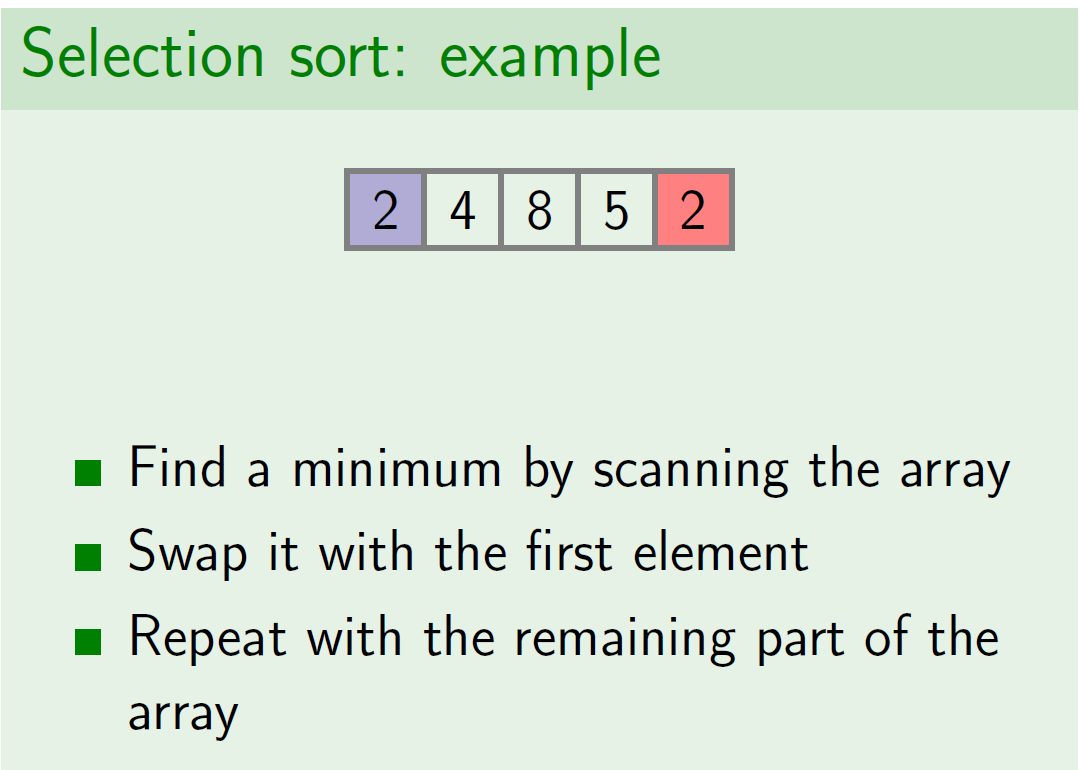 Selection sort: example
2 4 8 5 2
Find a minimum by scanning the array
Swap it with the first element
Repeat with the remaining part of the
array